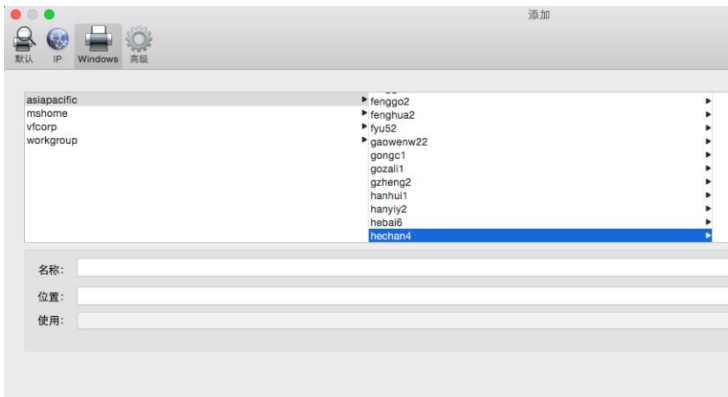 添加
默认 IP Windows 高级
asiapacific
mshome
vfcorp
workgroup
fenggo2
fenghua2
fyu52
gaowenw22
gongc1
gozali1
gzheng2
hanhui1
hanyiy2
hebai6
hechan4
名称:
位置:
使用: